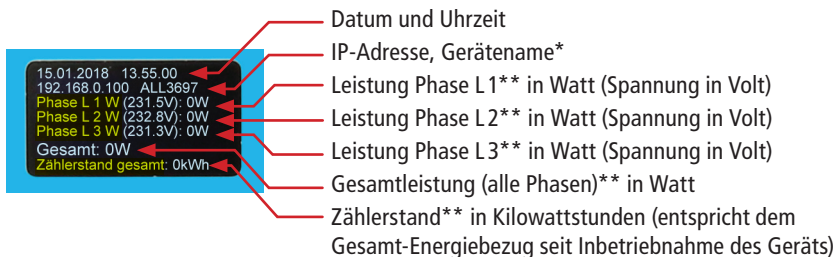 Datum und Uhrzeit
IP-Adresse, Gerätename*
Leistung Phase L1** in Watt (Spannung in Volt)
Leistung Phase L2** in Watt (Spannung in Volt)
Leistung Phase L3** in Watt (Spannung in Volt)
Gesamtleistung (alle Phasen)** in Watt
Zählerstand** in Kilowattstunden (entspricht dem
Gesamt-Energiebezug seit Inbetriebnahme des Geräts)
15.01.2018 13.55.00
192.168.0.100 ALL3697
Phase L 1 W (231.5V): 0W
Phase L 2 W (232.8V): 0W
Phase L 3 W (231.3V): 0W
Gesamt: 0W
Zählerstand gesamt: 0kWh